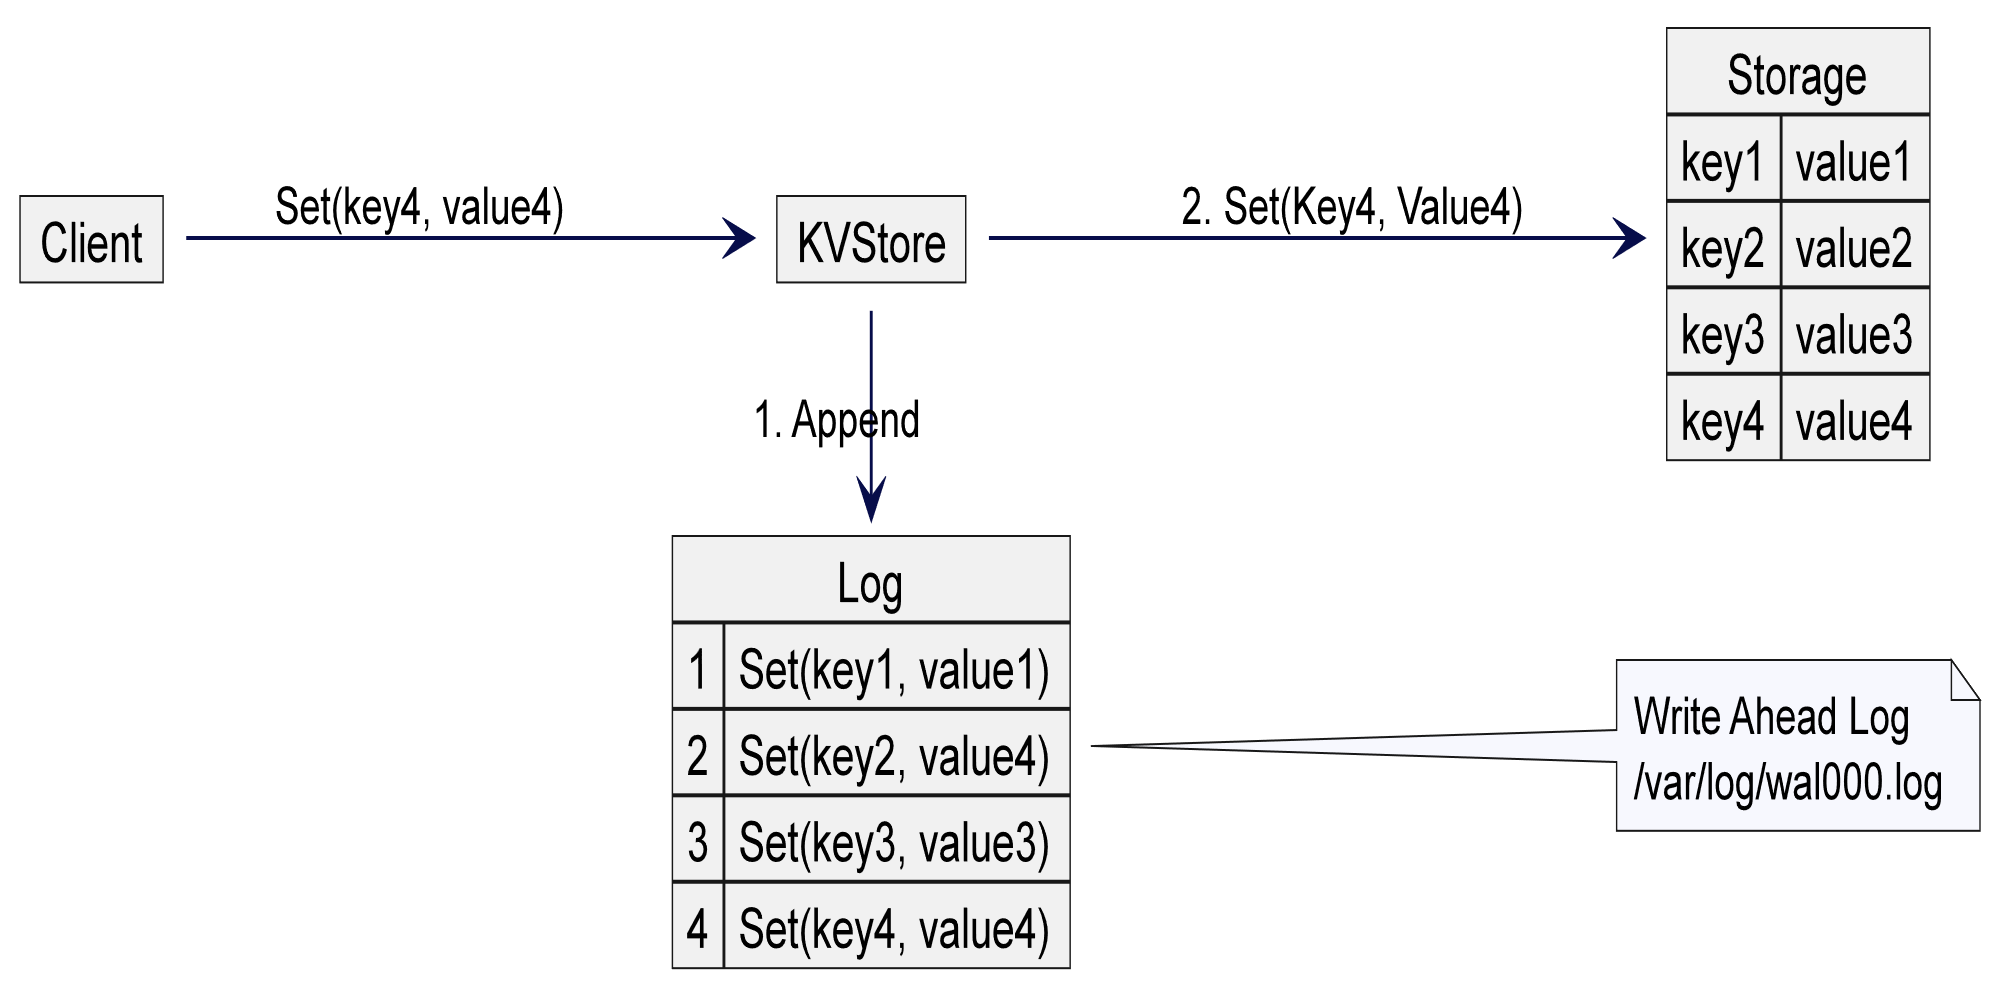 Client
Set(key4, value4)
KVStore
2. Set(Key4, Value4)
Storage
key1 value1
key2 value2
key3 value3
key4 value4
1. Append
Log
1 Set(key1, value1)
2 Set(key2, value4)
3 Set(key3, value3)
4 Set(key4, value4)
Write Ahead Log
/var/log/wal000.log